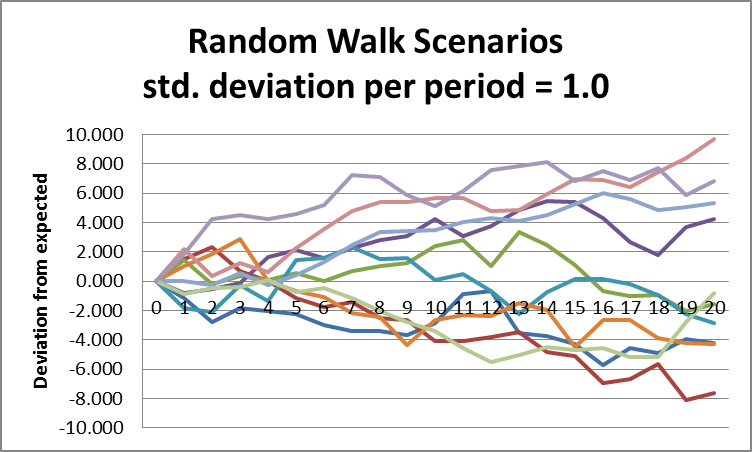 Random Walk Scenarios
std. deviation per period = 1.0
Deviation from expected
10.000
8.000
6.000
4.000
2.000
0.000
-2.000
-4.000
-6.000
-8.000
-10.000
0 1 2 3 4 5 6 7 8 9 10 11 12 13 14 15 16 17 18 19 20